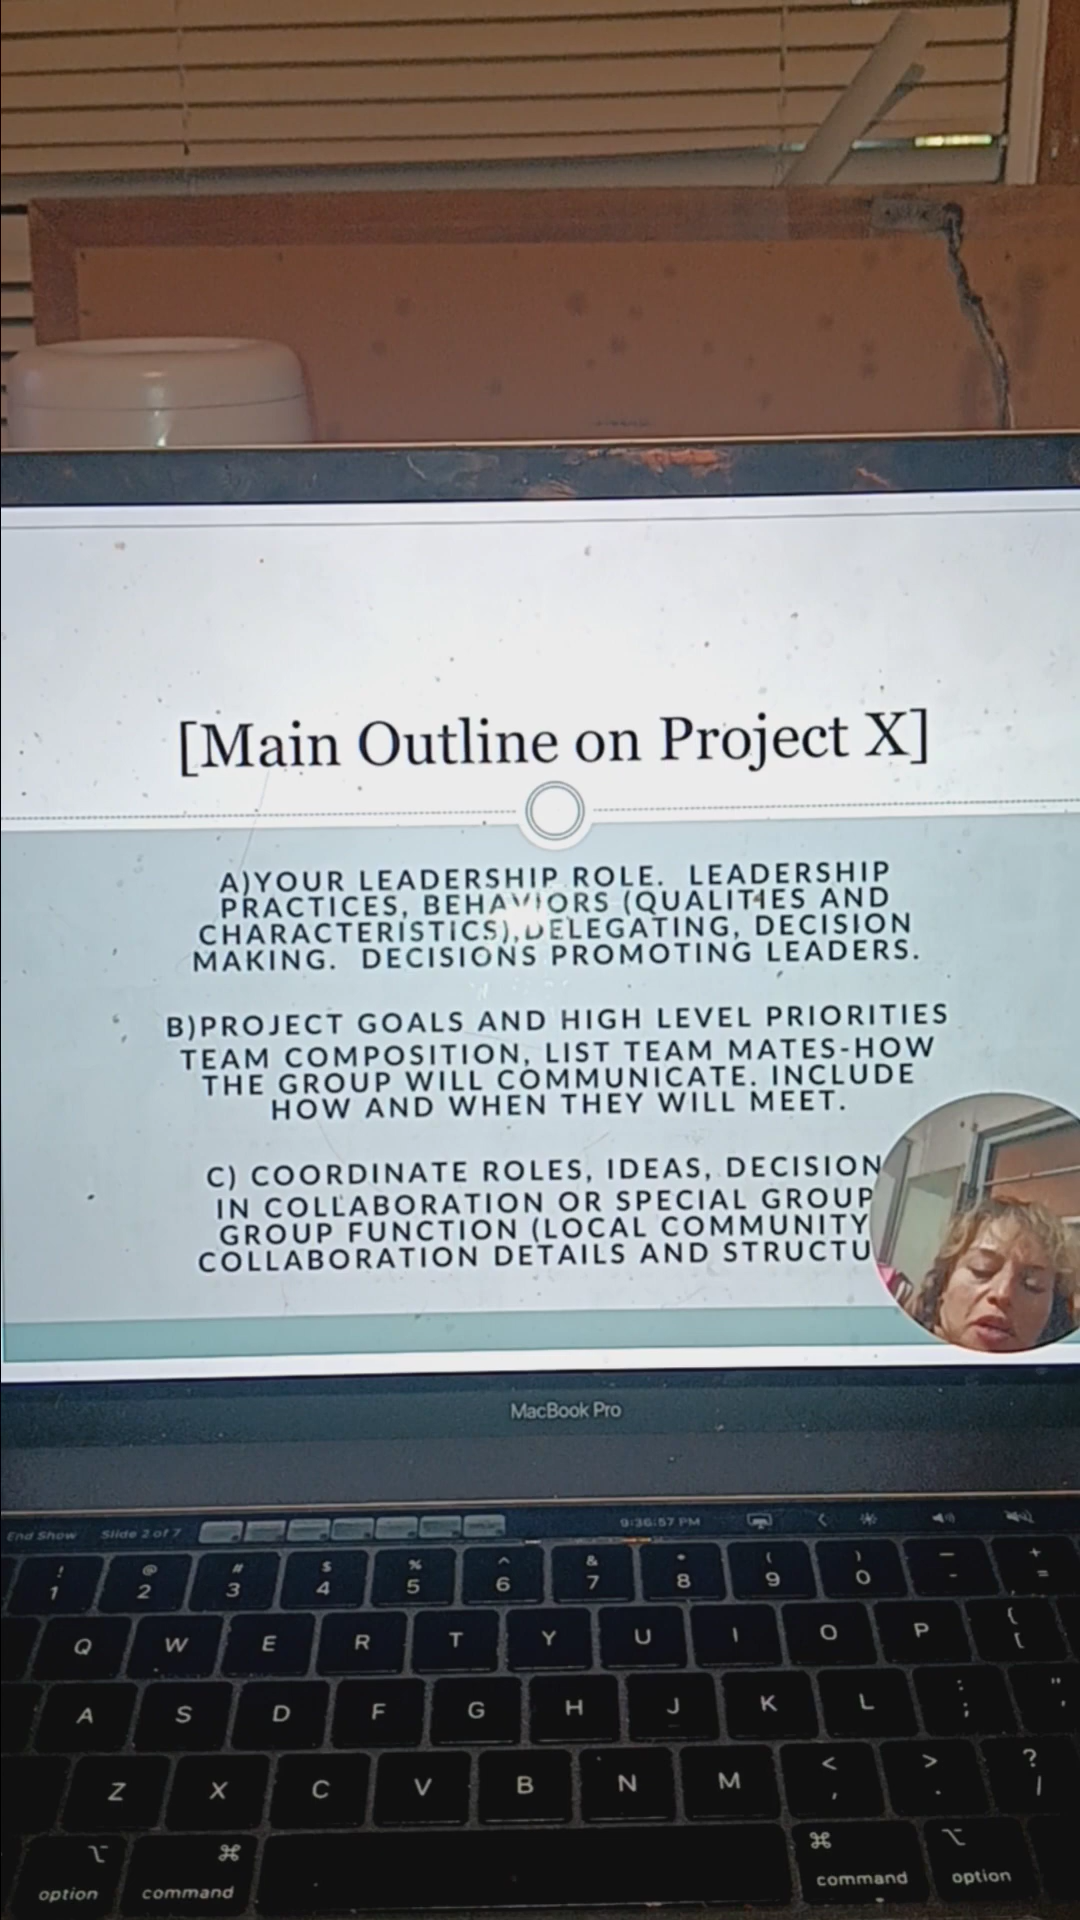 [Main Outline on Project X]
A)YOUR LEADERSHIP ROLE. LEADERSHIP
PRACTICES, BEHAVIORS (QUALITIES AND
CHARACTERISTICS),DELEGATING, DECISION
MAKING. DECISIONS PROMOTING LEADERS.
B)PROJECT GOALS AND HIGH LEVEL PRIORITIES
TEAM COMPOSITION, LIST TEAM MATES-HOW
THE GROUP WILL COMMUNICATE. INCLUDE
HOW AND WHEN THEY WILL MEET.
C) COORDINATE ROLES, IDEAS, DECISION
IN COLLABORATION OR SPECIAL GROUP
GROUP FUNCTION (LOCAL COMMUNITY
COLLABORATION DETAILS AND STRUCTU
MacBook Pro
End Show Slide 2 of 7 9:36:57 PM
! @ # $ % ^ & * ( ) — +
1 2 3 4 5 6 7 8 9 0 - =
Q W E R T Y U I O P { [
A S D F G H J K L : ; " '
Z X C V B N M < , > . ? /
option command command option